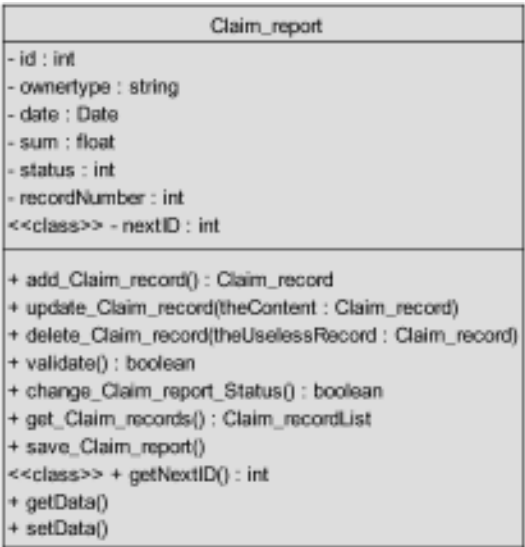 Claim_report
- id : int
- ownertype : string
- date : Date
- sum : float
- status : int
- recordNumber : int
<<class>> - nextID : int
+ add_Claim_record() : Claim_record
+ update_Claim_record(theContent : Claim_record)
+ delete_Claim_record(theUselessRecord : Claim_record)
+ validate() : boolean
+ change_Claim_report_Status() : boolean
+ get_Claim_records() : Claim_recordList
+ save_Claim_report()
<<class>> + getNextID() : int
+ getData()
+ setData()